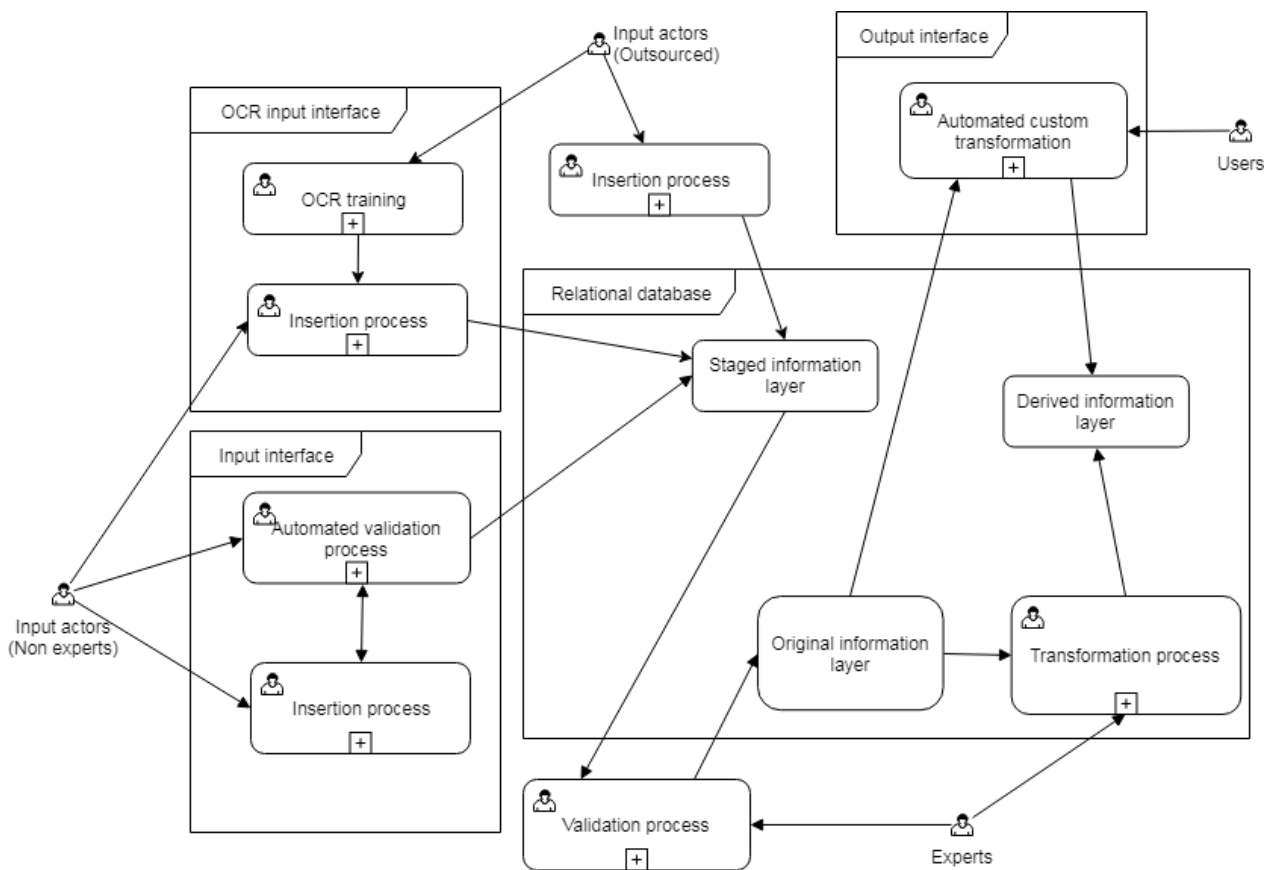 Input actors
(Outsourced)
Output interface
OCR input interface
Automated custom
transformation
Users
OCR training
Insertion process
Relational database
Insertion process
Staged information
layer
Derived information
layer
Input interface
Automated validation
process
Input actors
(Non experts)
Original information
layer
Transformation process
Insertion process
Validation process
Experts